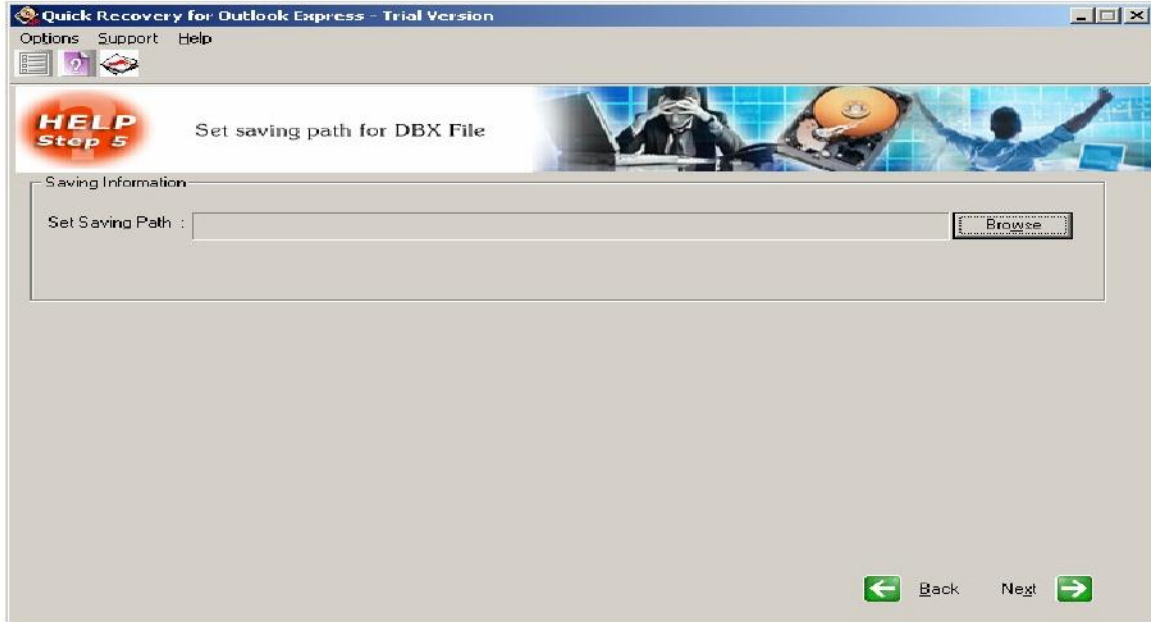 Quick Recovery for Outlook Express - Trial Version
Options Support Help
HELP
Step 5
Set saving path for DBX File
Saving Information
Set Saving Path :
Browse
Back Next